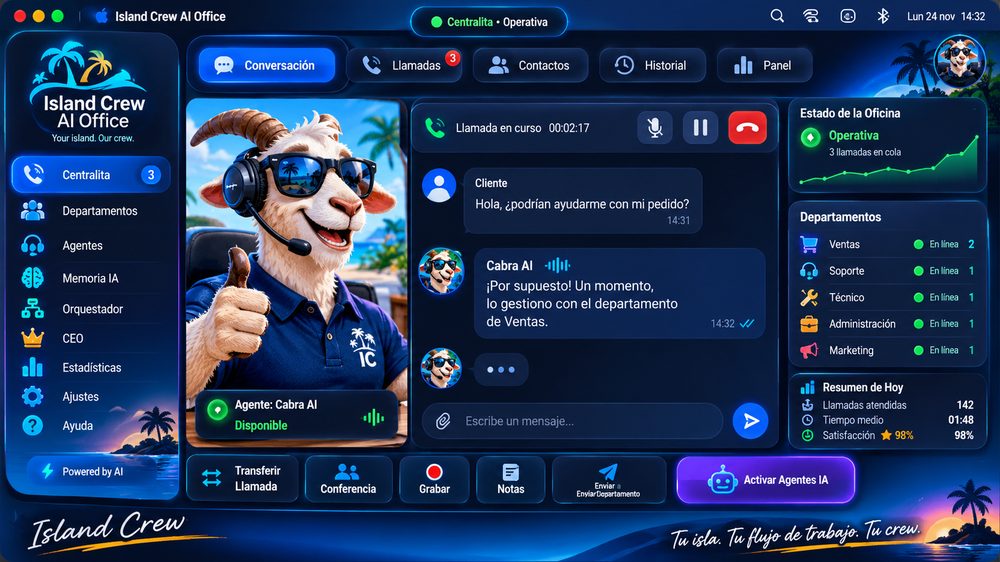 Island Crew AI Office
Centralita • Operativa
Lun 24 nov 14:32
Island Crew
AI Office
Your island. Our crew.
Centralita 3
Departamentos
Agentes
Memoria IA
Orquestador
CEO
Estadísticas
Ajustes
Ayuda
Powered by AI
Conversación
Llamadas 3
Contactos
Historial
Panel
IC
Agente: Cabra AI
Disponible
Llamada en curso 00:02:17
Cliente
Hola, ¿podrían ayudarme con mi pedido?
14:31
Cabra AI
¡Por supuesto! Un momento,
lo gestiono con el departamento
de Ventas.
14:32
Escribe un mensaje...
Estado de la Oficina
Operativa
3 llamadas en cola
Departamentos
Ventas En línea 2
Soporte En línea 1
Técnico En línea 1
Administración En línea 1
Marketing En línea 1
Resumen de Hoy
Llamadas atendidas 142
Tiempo medio 01:48
Satisfacción 98% 98%
Transferir
Llamada
Conferencia
Grabar
Notas
Enviar a
EnviarDepartamento
Activar Agentes IA
Island Crew
Tu isla. Tu flujo de trabajo. Tu crew.